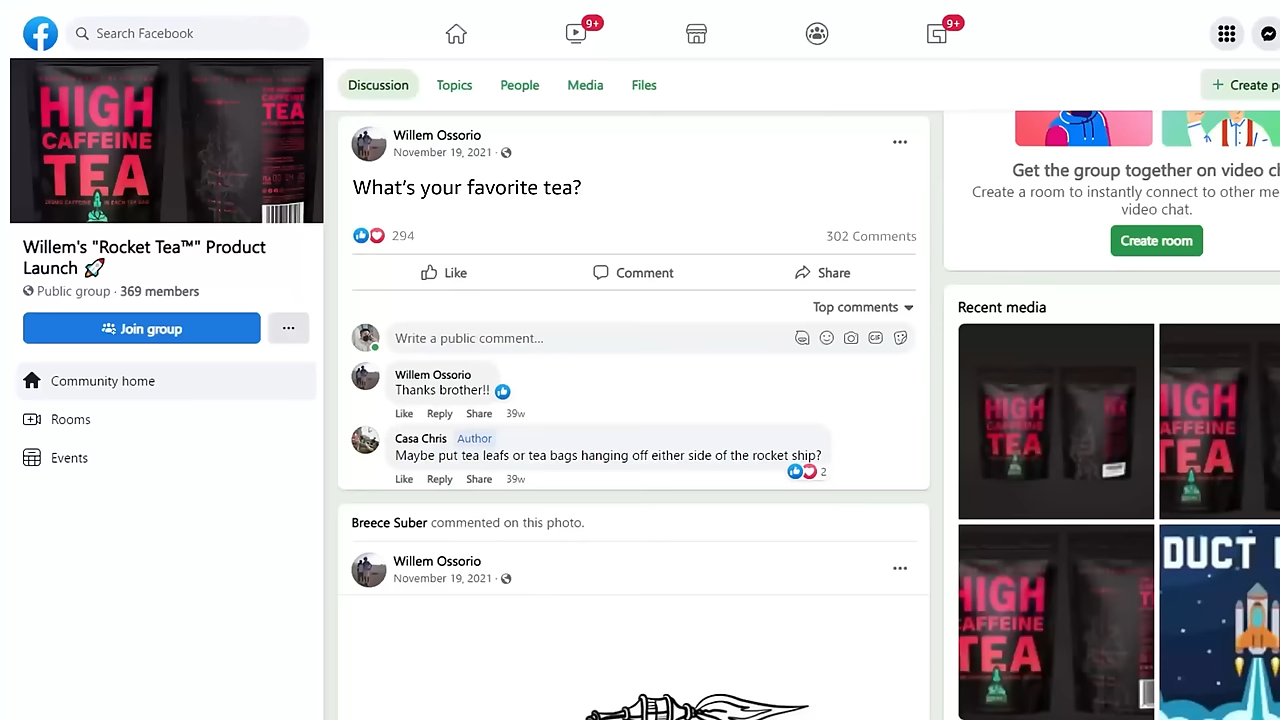 Search Facebook
9+
9+
HIGH
CAFFEINE
TEA
TEA
Willem's "Rocket Tea™" Product
Launch 🚀
Public group · 369 members
Join group
Community home
Rooms
Events
Discussion
Topics
People
Media
Files
Create p
Willem Ossorio
November 19, 2021 ·
What's your favorite tea?
294
302 Comments
Like
Comment
Share
Top comments
Write a public comment...
GIF
Willem Ossorio
Thanks brother!!
Like Reply Share 39w
Casa Chris Author
Maybe put tea leafs or tea bags hanging off either side of the rocket ship?
2
Like Reply Share 39w
Breece Suber commented on this photo.
Willem Ossorio
November 19, 2021 ·
Get the group together on video c
Create a room to instantly connect to other me
video chat.
Create room
Recent media
HIGH
CAFFEINE
TEA
HIGH
AFFEINE
TEA
HIGH
CAFFEINE
TEA
DUCT